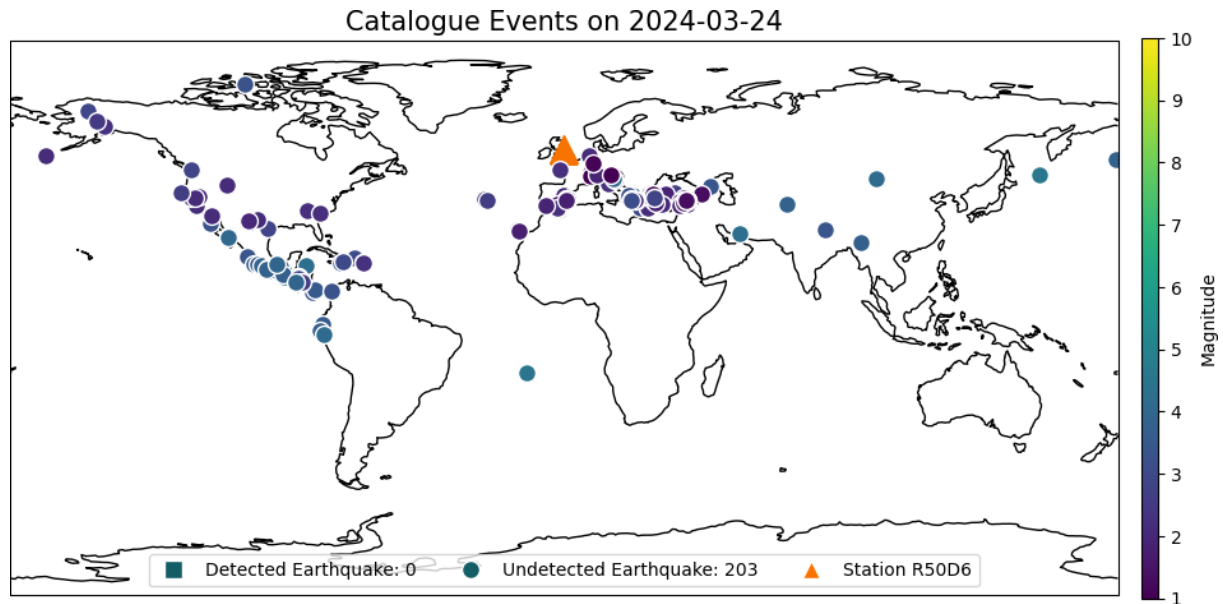 Catalogue Events on 2024-03-24
10
9
8
7
6
5
4
3
2
1
Magnitude
Detected Earthquake: 0
Undetected Earthquake: 203
Station R50D6